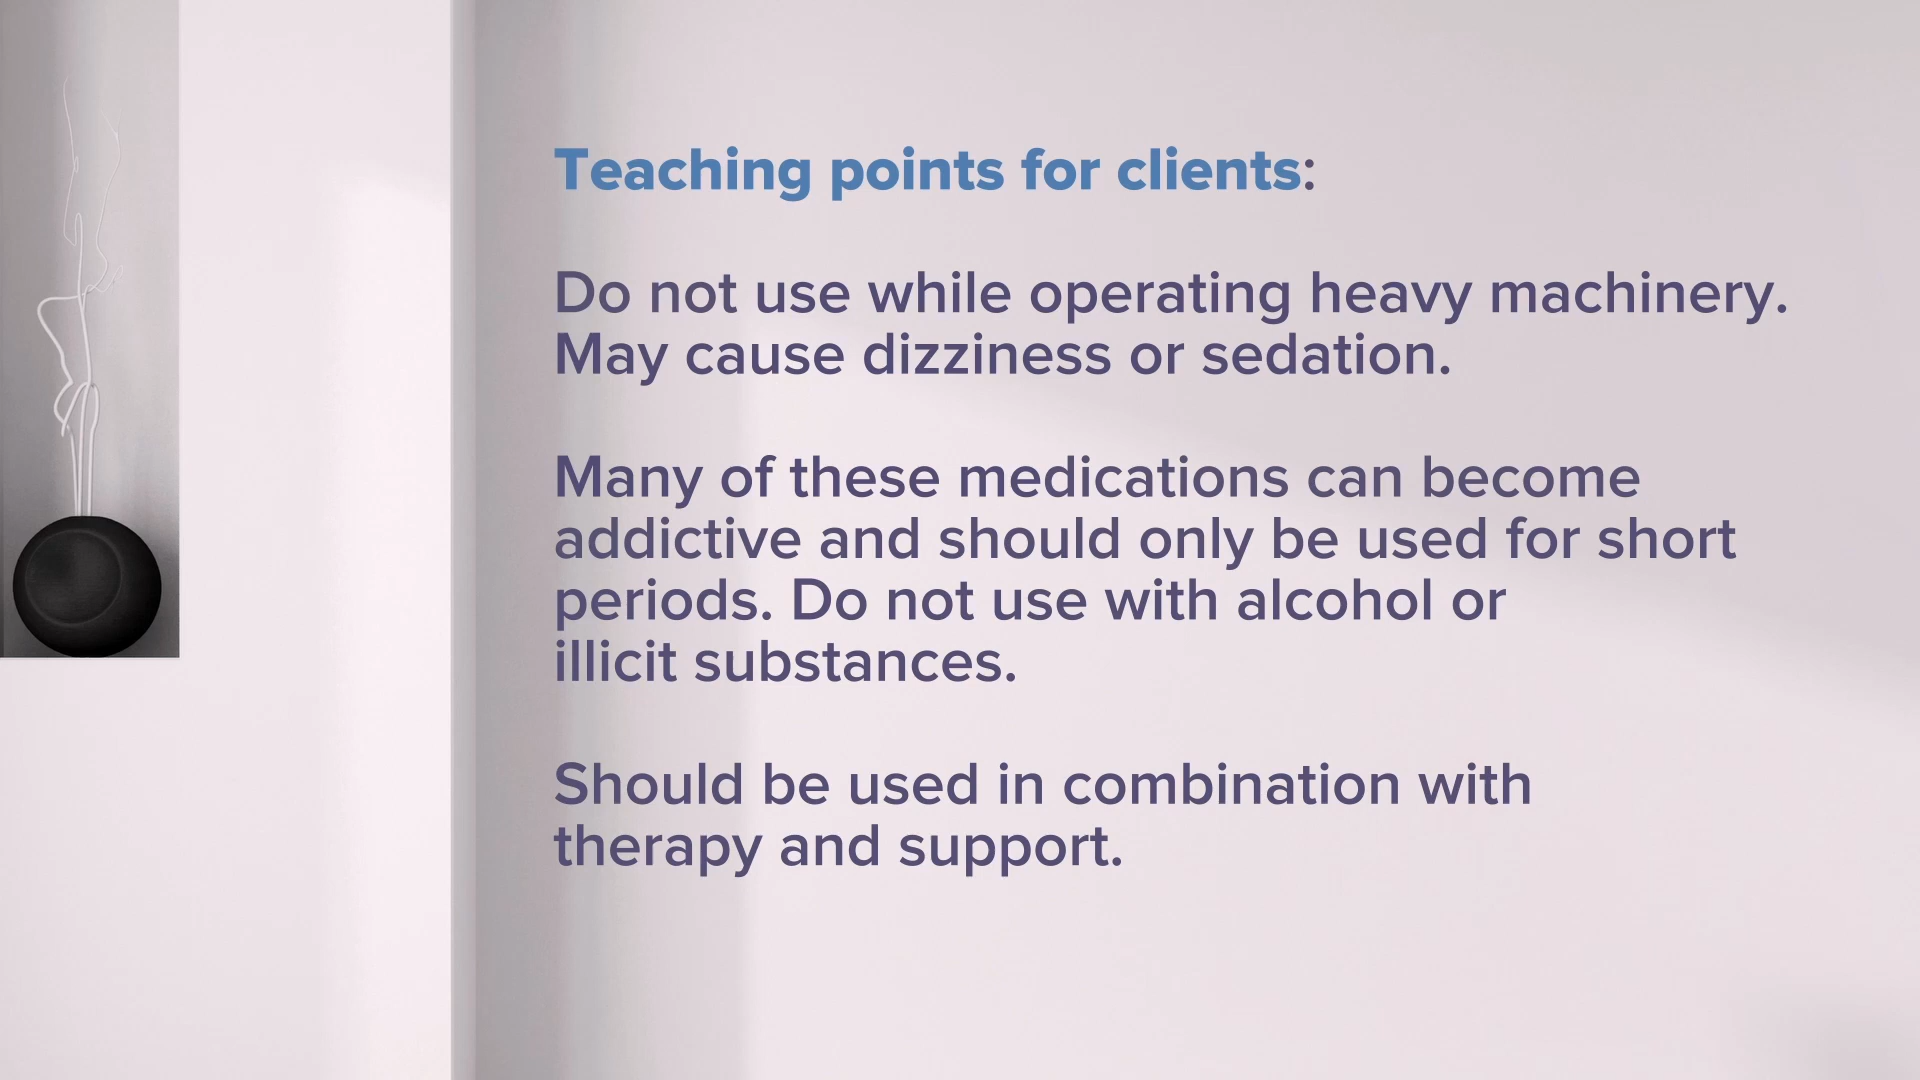 Teaching points for clients:
Do not use while operating heavy machinery.
May cause dizziness or sedation.
Many of these medications can become
addictive and should only be used for short
periods. Do not use with alcohol or
illicit substances.
Should be used in combination with
therapy and support.